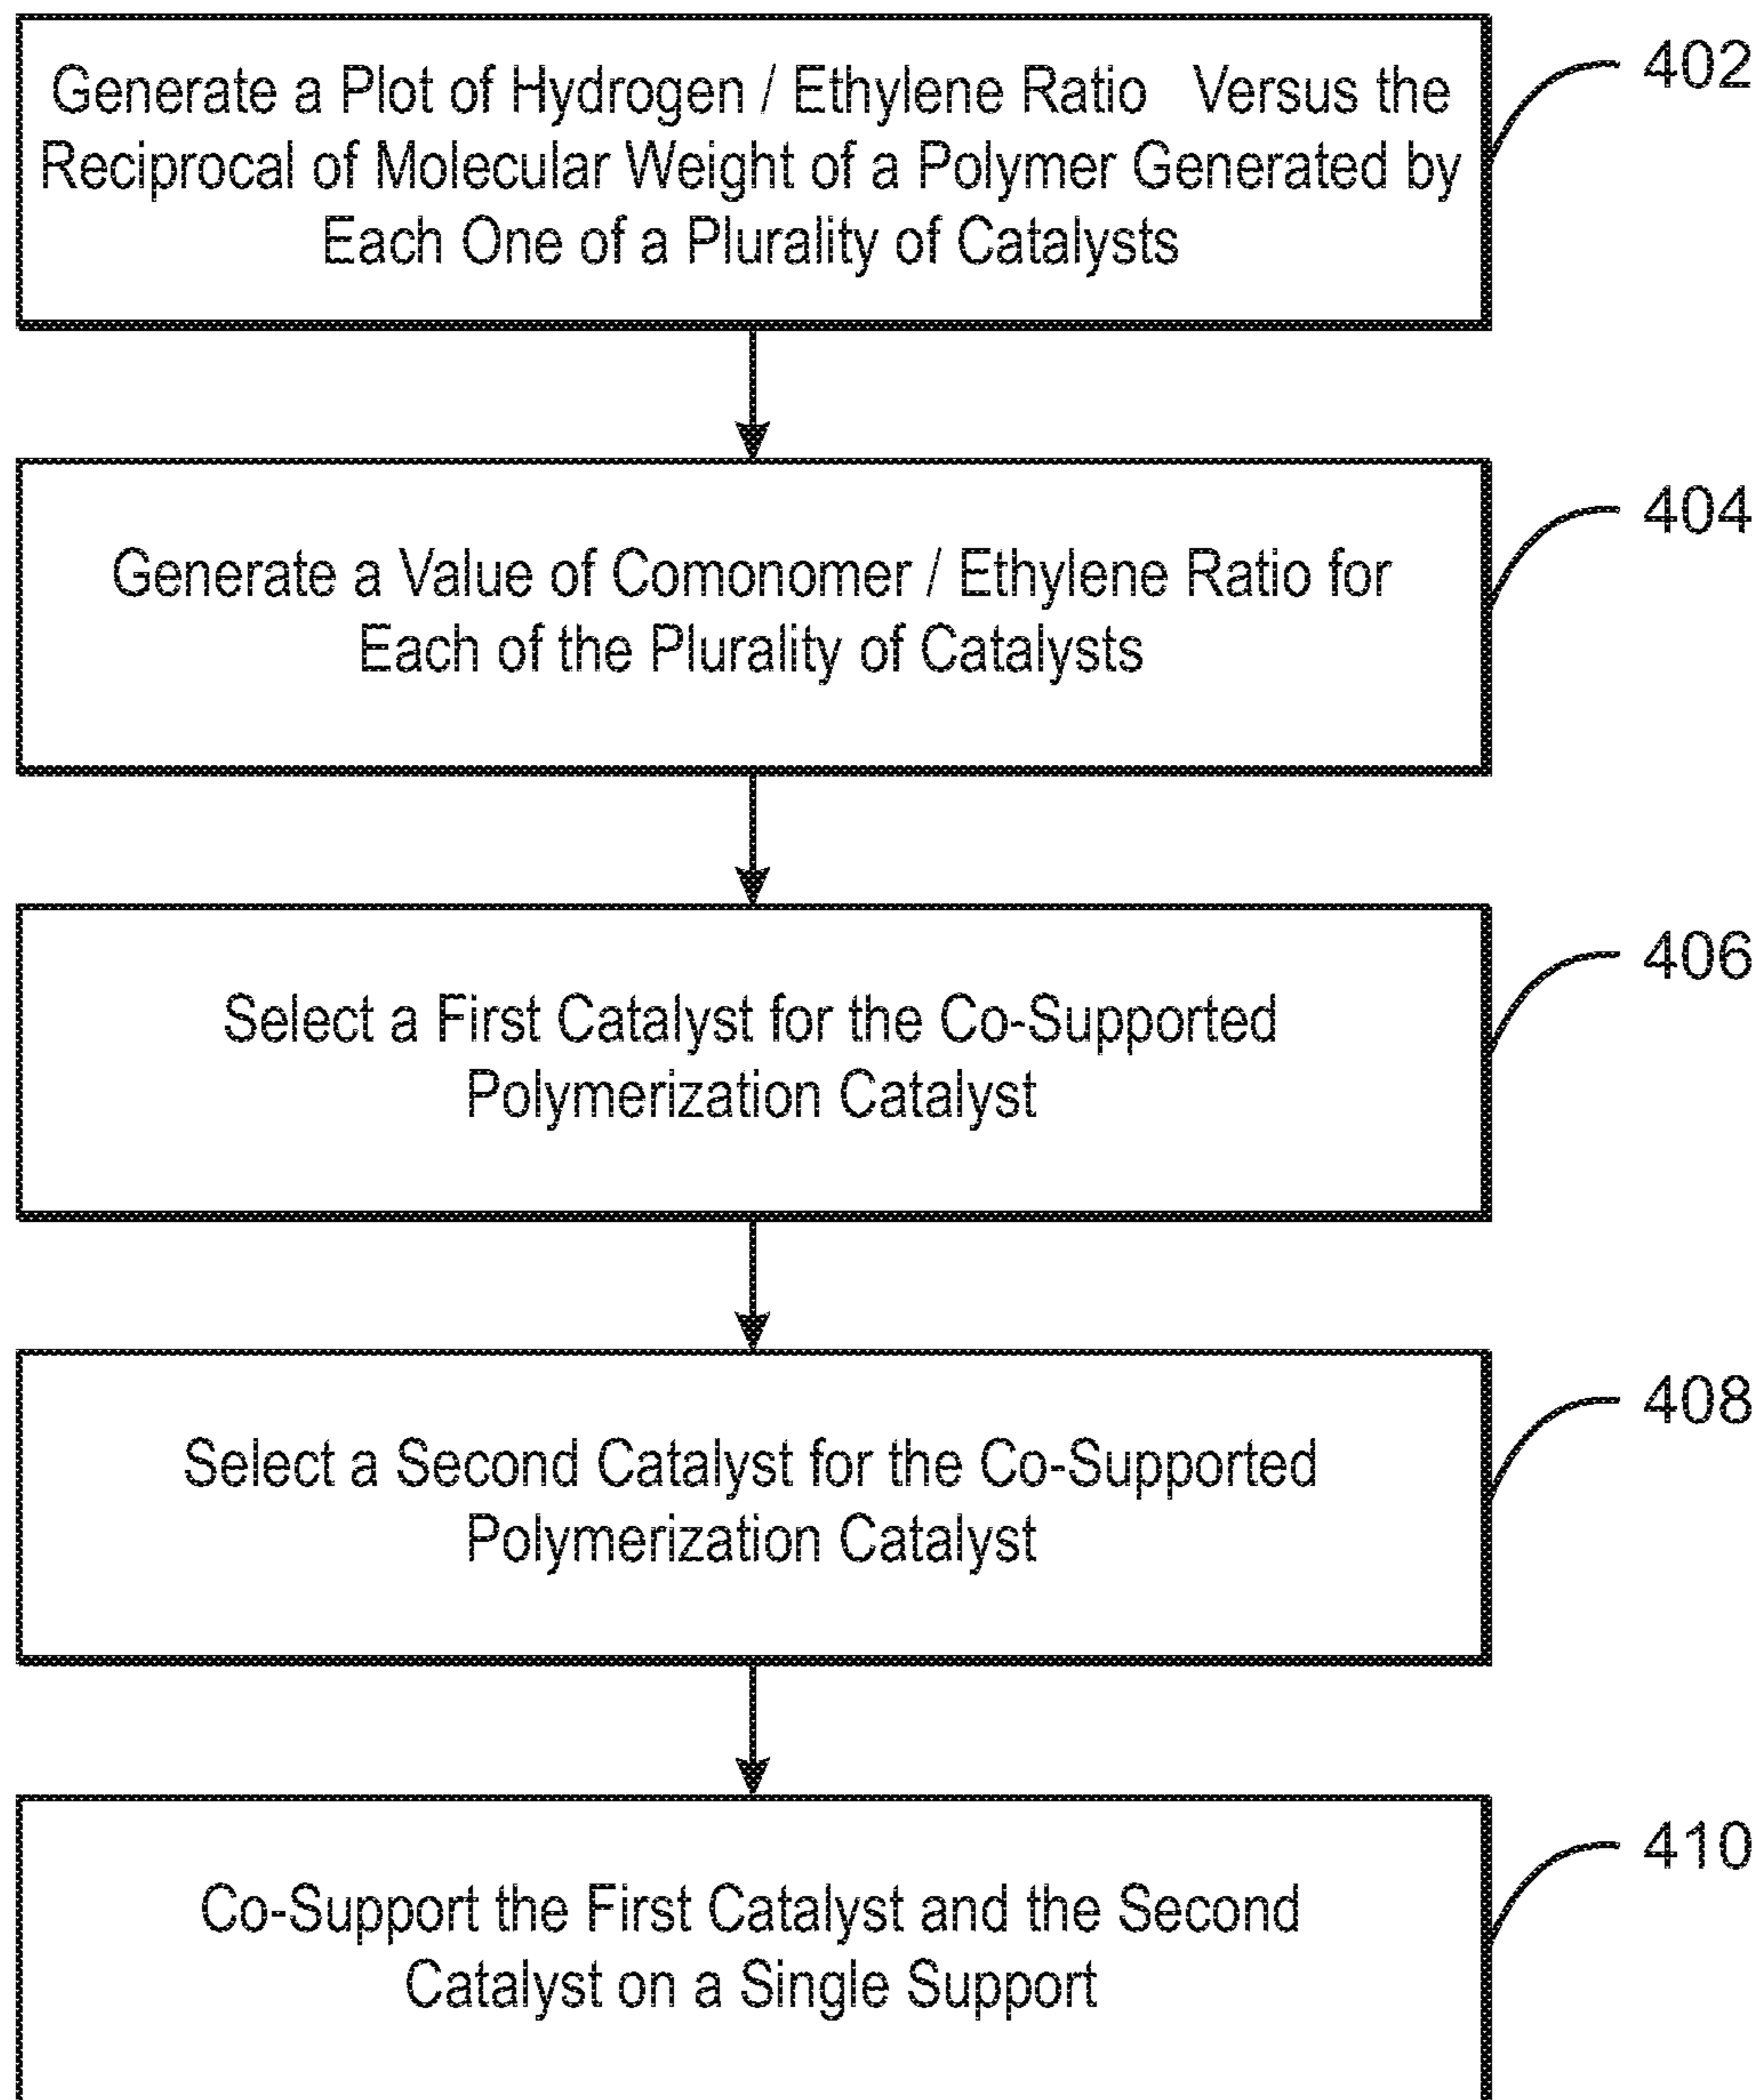 Generate a Plot of Hydrogen / Ethylene Ratio Versus the
Reciprocal of Molecular Weight of a Polymer Generated by
Each One of a Plurality of Catalysts
402
Generate a Value of Comonomer / Ethylene Ratio for
Each of the Plurality of Catalysts
404
Select a First Catalyst for the Co-Supported
Polymerization Catalyst
406
Select a Second Catalyst for the Co-Supported
Polymerization Catalyst
408
Co-Support the First Catalyst and the Second
Catalyst on a Single Support
410